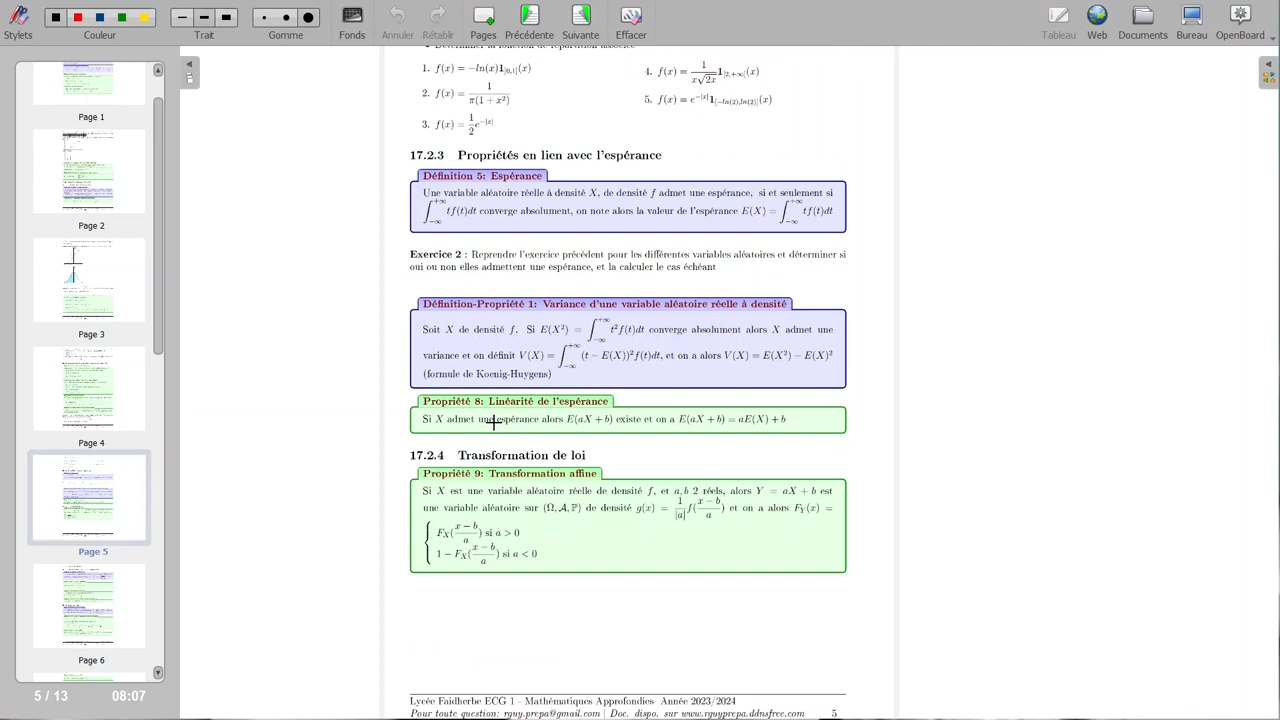 Stylets
Couleur
Trait
Gomme
Fonds
Annuler
Rétablir
Pages
Précédente
Suivante
Effacer
Tableau
Web
Documents
Bureau
OpenBoard
Page 1
Page 2
Page 3
Page 4
Page 5
Page 6
5 / 13
08:07
Déterminer la fonction de répartition associée
f(x) = −ln(x)1
2. f(x) = 1/(π(1 + x²))
3. f(x) = 1/2 e^{−|x|}
4. f(x) = 1/(x√2x) 1_{[2,+∞[}(x)
5. f(x) = e^{−|x|}1_{[−ln(2),ln(2)]}(x)
17.2.3 Propriétés en lien avec l'espérance
Définition 5: Espérance
Une variable aléatoire réelle à densité X, de densité f admet une espérance, si
∫_{−∞}^{+∞} tf(t)dt converge absolument, on note alors la valeur de l'espérance E(X) = ∫_{−∞}^{+∞} tf(t)dt
Exercice 2 : Reprendre l'exercice précédent pour les différentes variables aléatoires et déterminer si
oui ou non elles admettent une espérance, et la calculer le cas échéant
Définition-Propriété 1: Variance d'une variable aléatoire réelle à densité
Soit X de densité f. Si E(X²) = ∫_{−∞}^{+∞} t²f(t)dt converge absolument alors X admet une
variance et on définit V(X) = ∫_{−∞}^{+∞} (t − E(X))²f(t)dt, et on a alors V(X) = E(X²) − E(X)²
(formule de Koenig-Huygens)
Propriété 8: Linéarité de l'espérance
Si X admet une espérance alors E(aX + b) existe et on a E(aX + b) = aE(X) + b
17.2.4 Transformation de loi
Propriété 9: Transformation affine
Si X est une variable aléatoire réelle de densité f, et a, b 2 réels, alors Y = aX + b est
une variable aléatoire sur (Ω, 𝒜, ℙ) de densité g(x) = 1/|a| f((x−b)/a) et on a alors F_Y(x) =
F_X((x−b)/a) si a > 0
1 − F_X((x−b)/a) si a < 0
Lycée Faidherbe ECG 1 - Mathématiques Approfondies- Année 2023/2024
Pour toute question: rguy.prepa@gmail.com | Doc. dispo. sur www.rguyprepa.ddnsfree.com 5